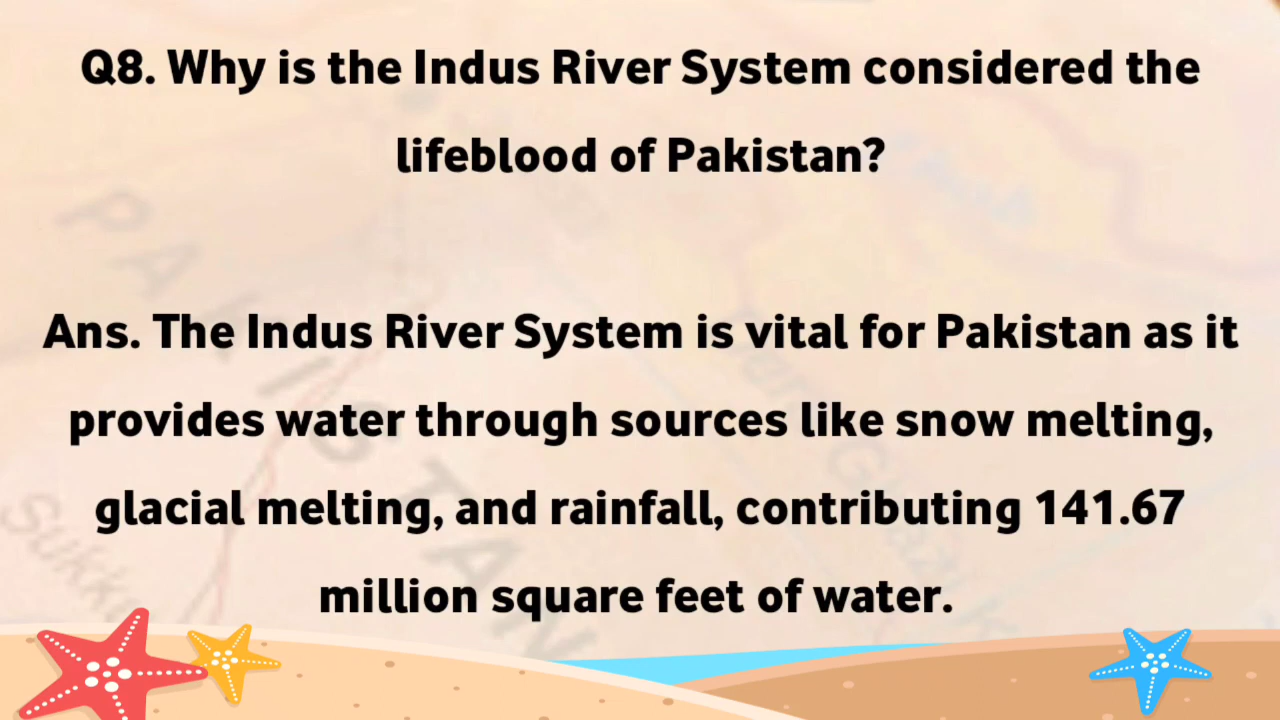 Q8. Why is the Indus River System considered the
lifeblood of Pakistan?
Ans. The Indus River System is vital for Pakistan as it
provides water through sources like snow melting,
glacial melting, and rainfall, contributing 141.67
million square feet of water.
PAKISTAN